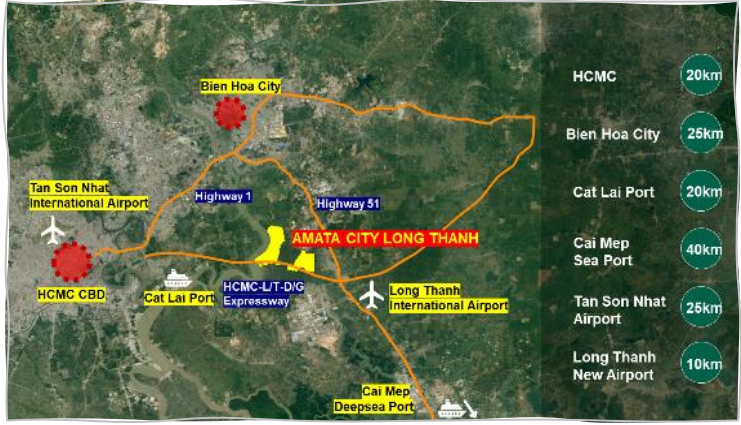 Bien Hoa City
Tan Son Nhat
International Airport
Highway 1
Highway 51
AMATA CITY LONG THANH
HCMC CBD
Cat Lai Port
HCMC-L/T-D/G
Expressway
Long Thanh
International Airport
Cai Mep
Deepsea Port
HCMC 20km
Bien Hoa City 25km
Cat Lai Port 20km
Cai Mep
Sea Port 40km
Tan Son Nhat
Airport 25km
Long Thanh
New Airport 10km